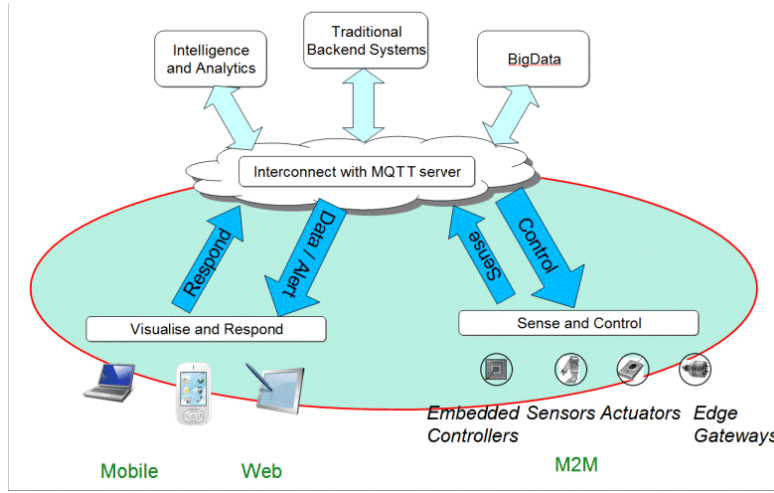 Traditional
Backend Systems
Intelligence
and Analytics
BigData
Interconnect with MQTT server
Respond
Data / Alert
Sense
Control
Visualise and Respond
Sense and Control
Embedded Sensors Actuators Edge
Controllers Gateways
Mobile Web M2M